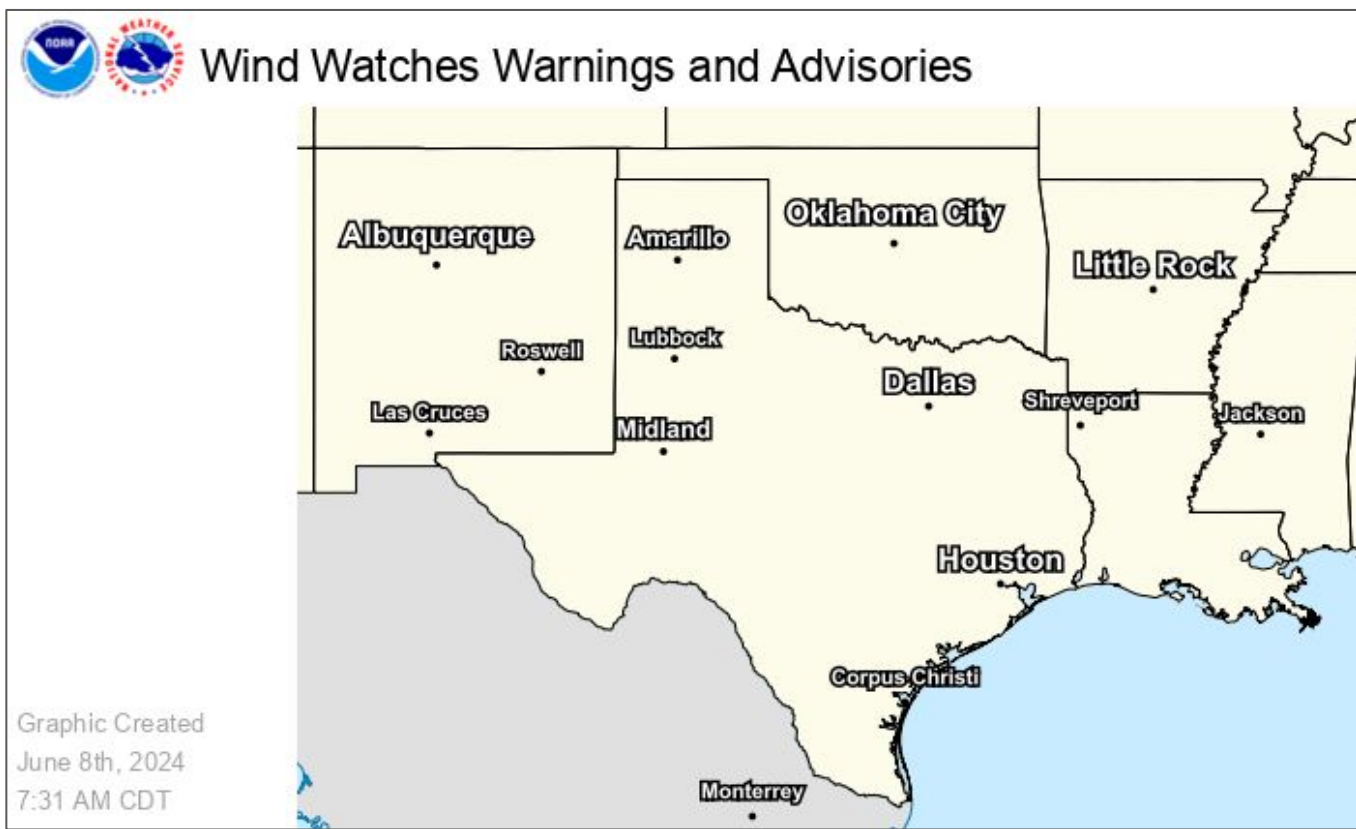 NOAA
NATIONAL WEATHER SERVICE
Wind Watches Warnings and Advisories
Oklahoma City
Albuquerque
Amarillo
Little Rock
Lubbock
Roswell
Dallas
Shreveport
Las Cruces
Jackson
Midland
Houston
Corpus Christi
Graphic Created
June 8th, 2024
Monterrey
7:31 AM CDT